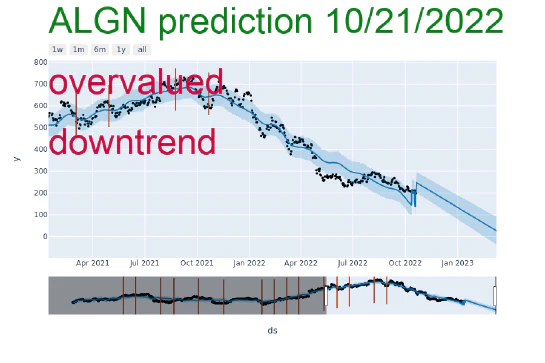 ALGN prediction 10/21/2022
1w 1m 6m 1y all
800
overvalued
700
600
500
downtrend
400
300
200
100
0
y
Apr 2021 Jul 2021 Oct 2021 Jan 2022 Apr 2022 Jul 2022 Oct 2022 Jan 2023
ds